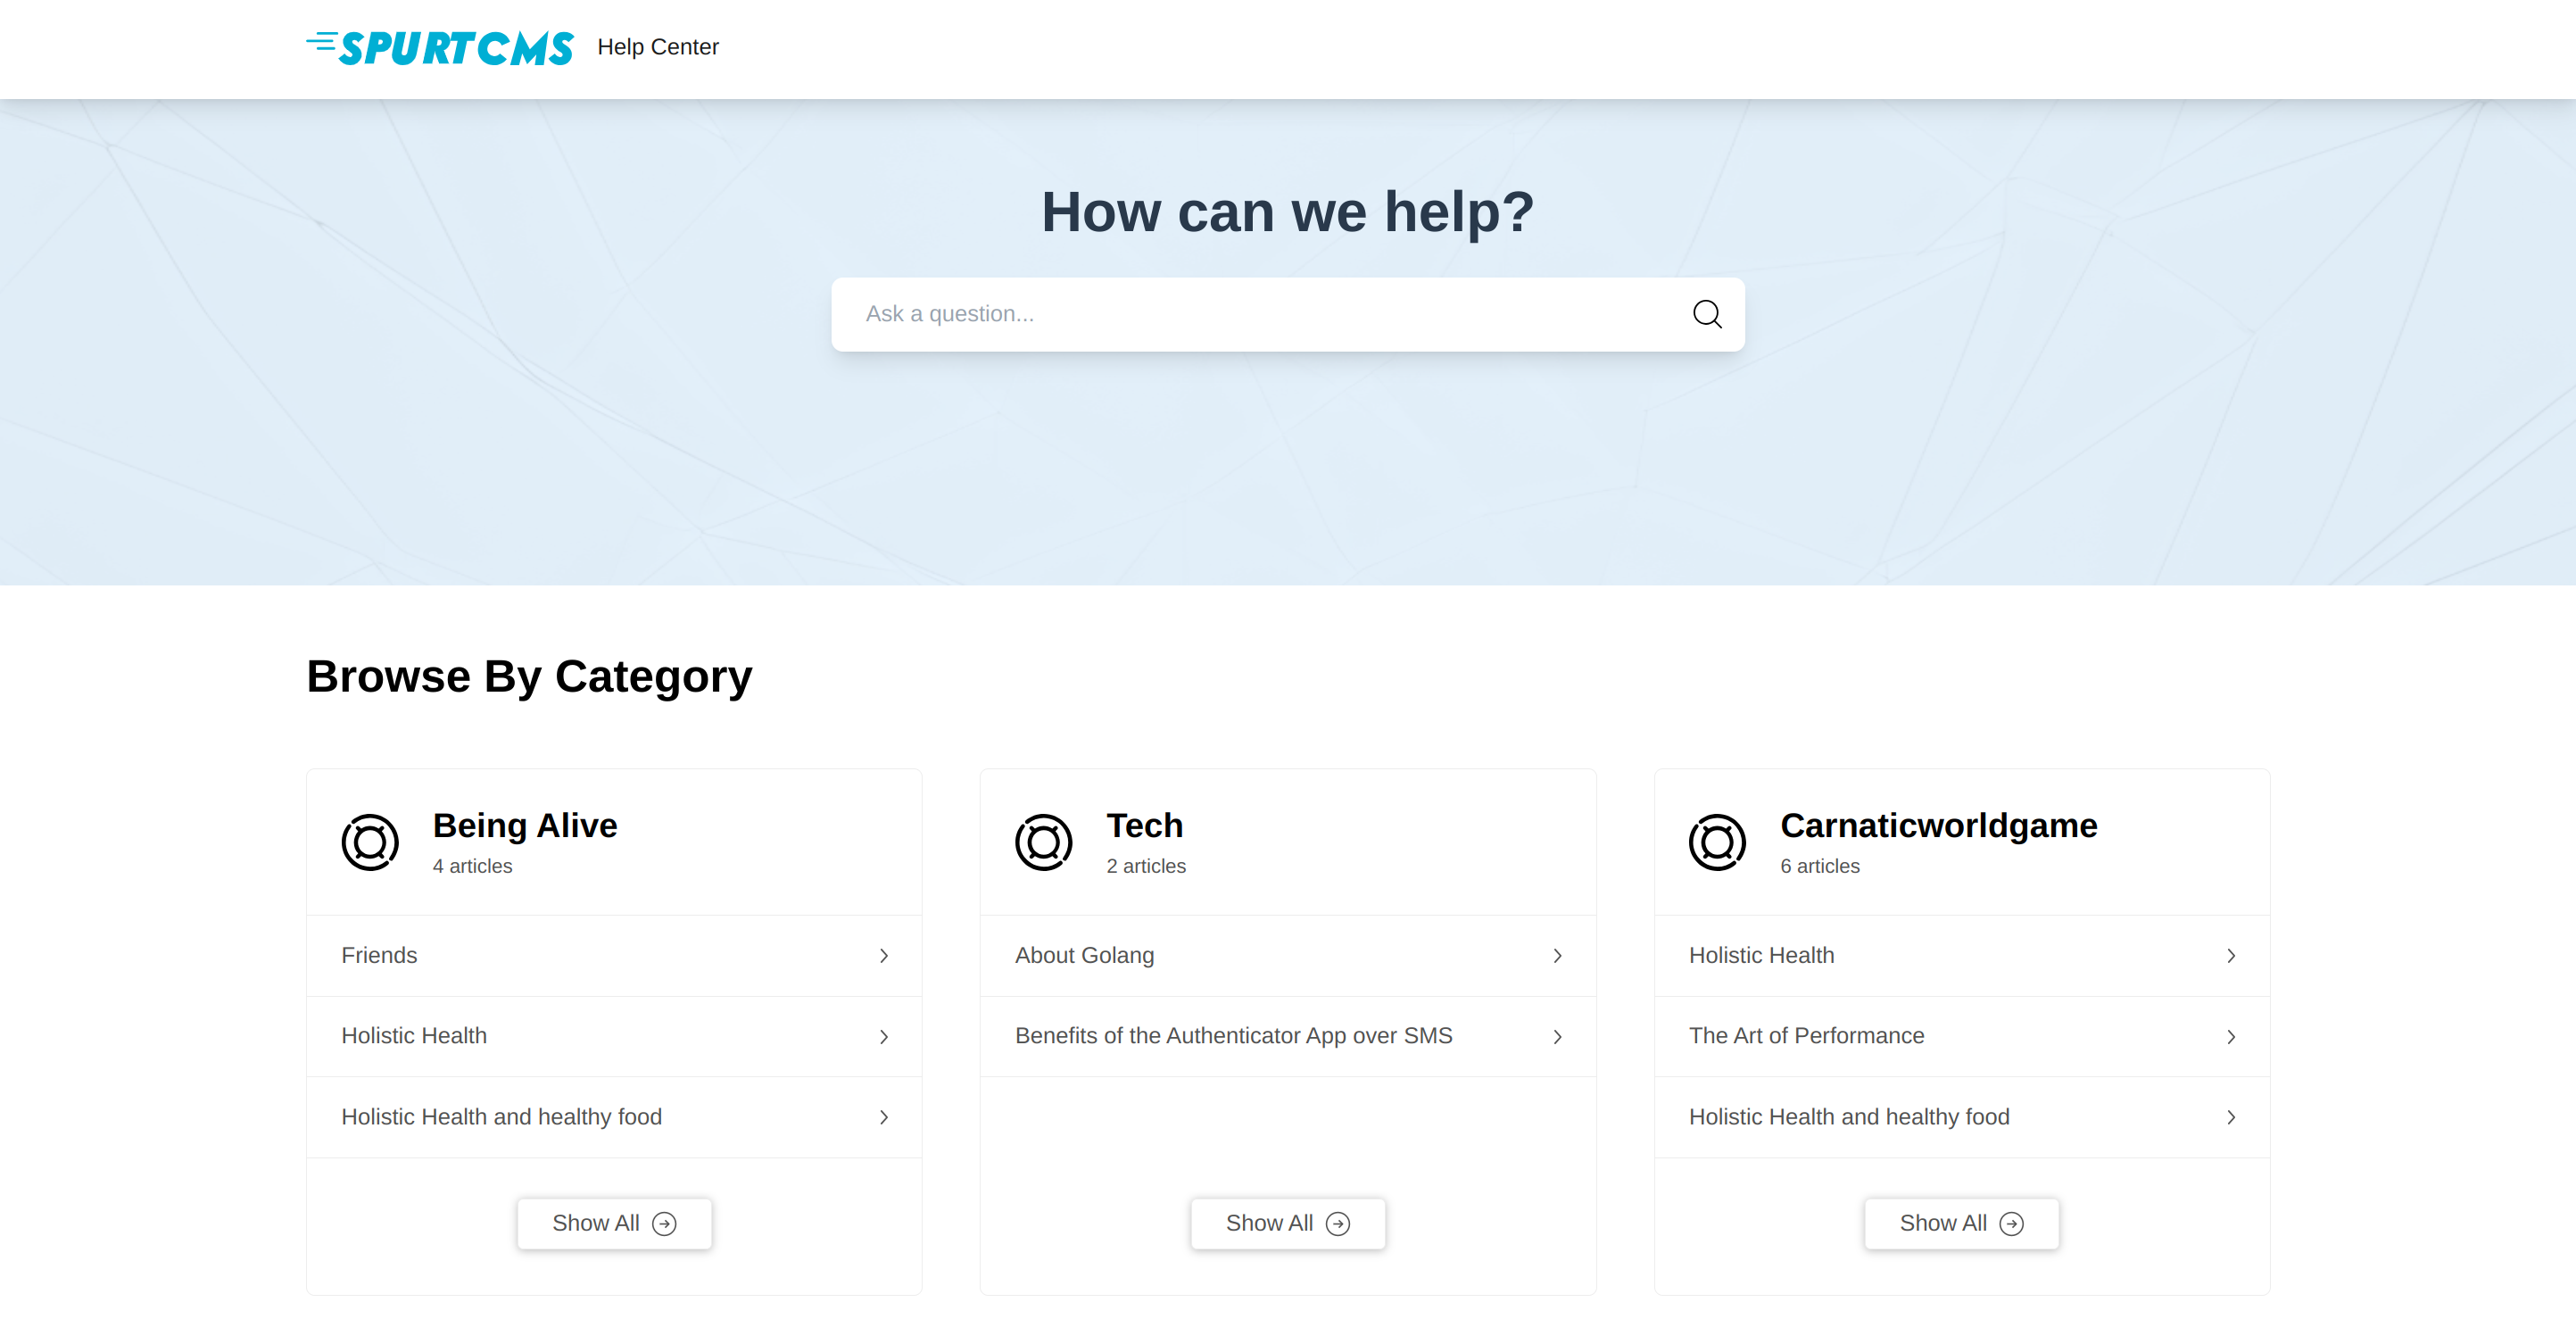 SPURTCMS Help Center
How can we help?
Ask a question...
Browse By Category
Being Alive
4 articles
Friends
Holistic Health
Holistic Health and healthy food
Show All
Tech
2 articles
About Golang
Benefits of the Authenticator App over SMS
Show All
Carnaticworldgame
6 articles
Holistic Health
The Art of Performance
Holistic Health and healthy food
Show All